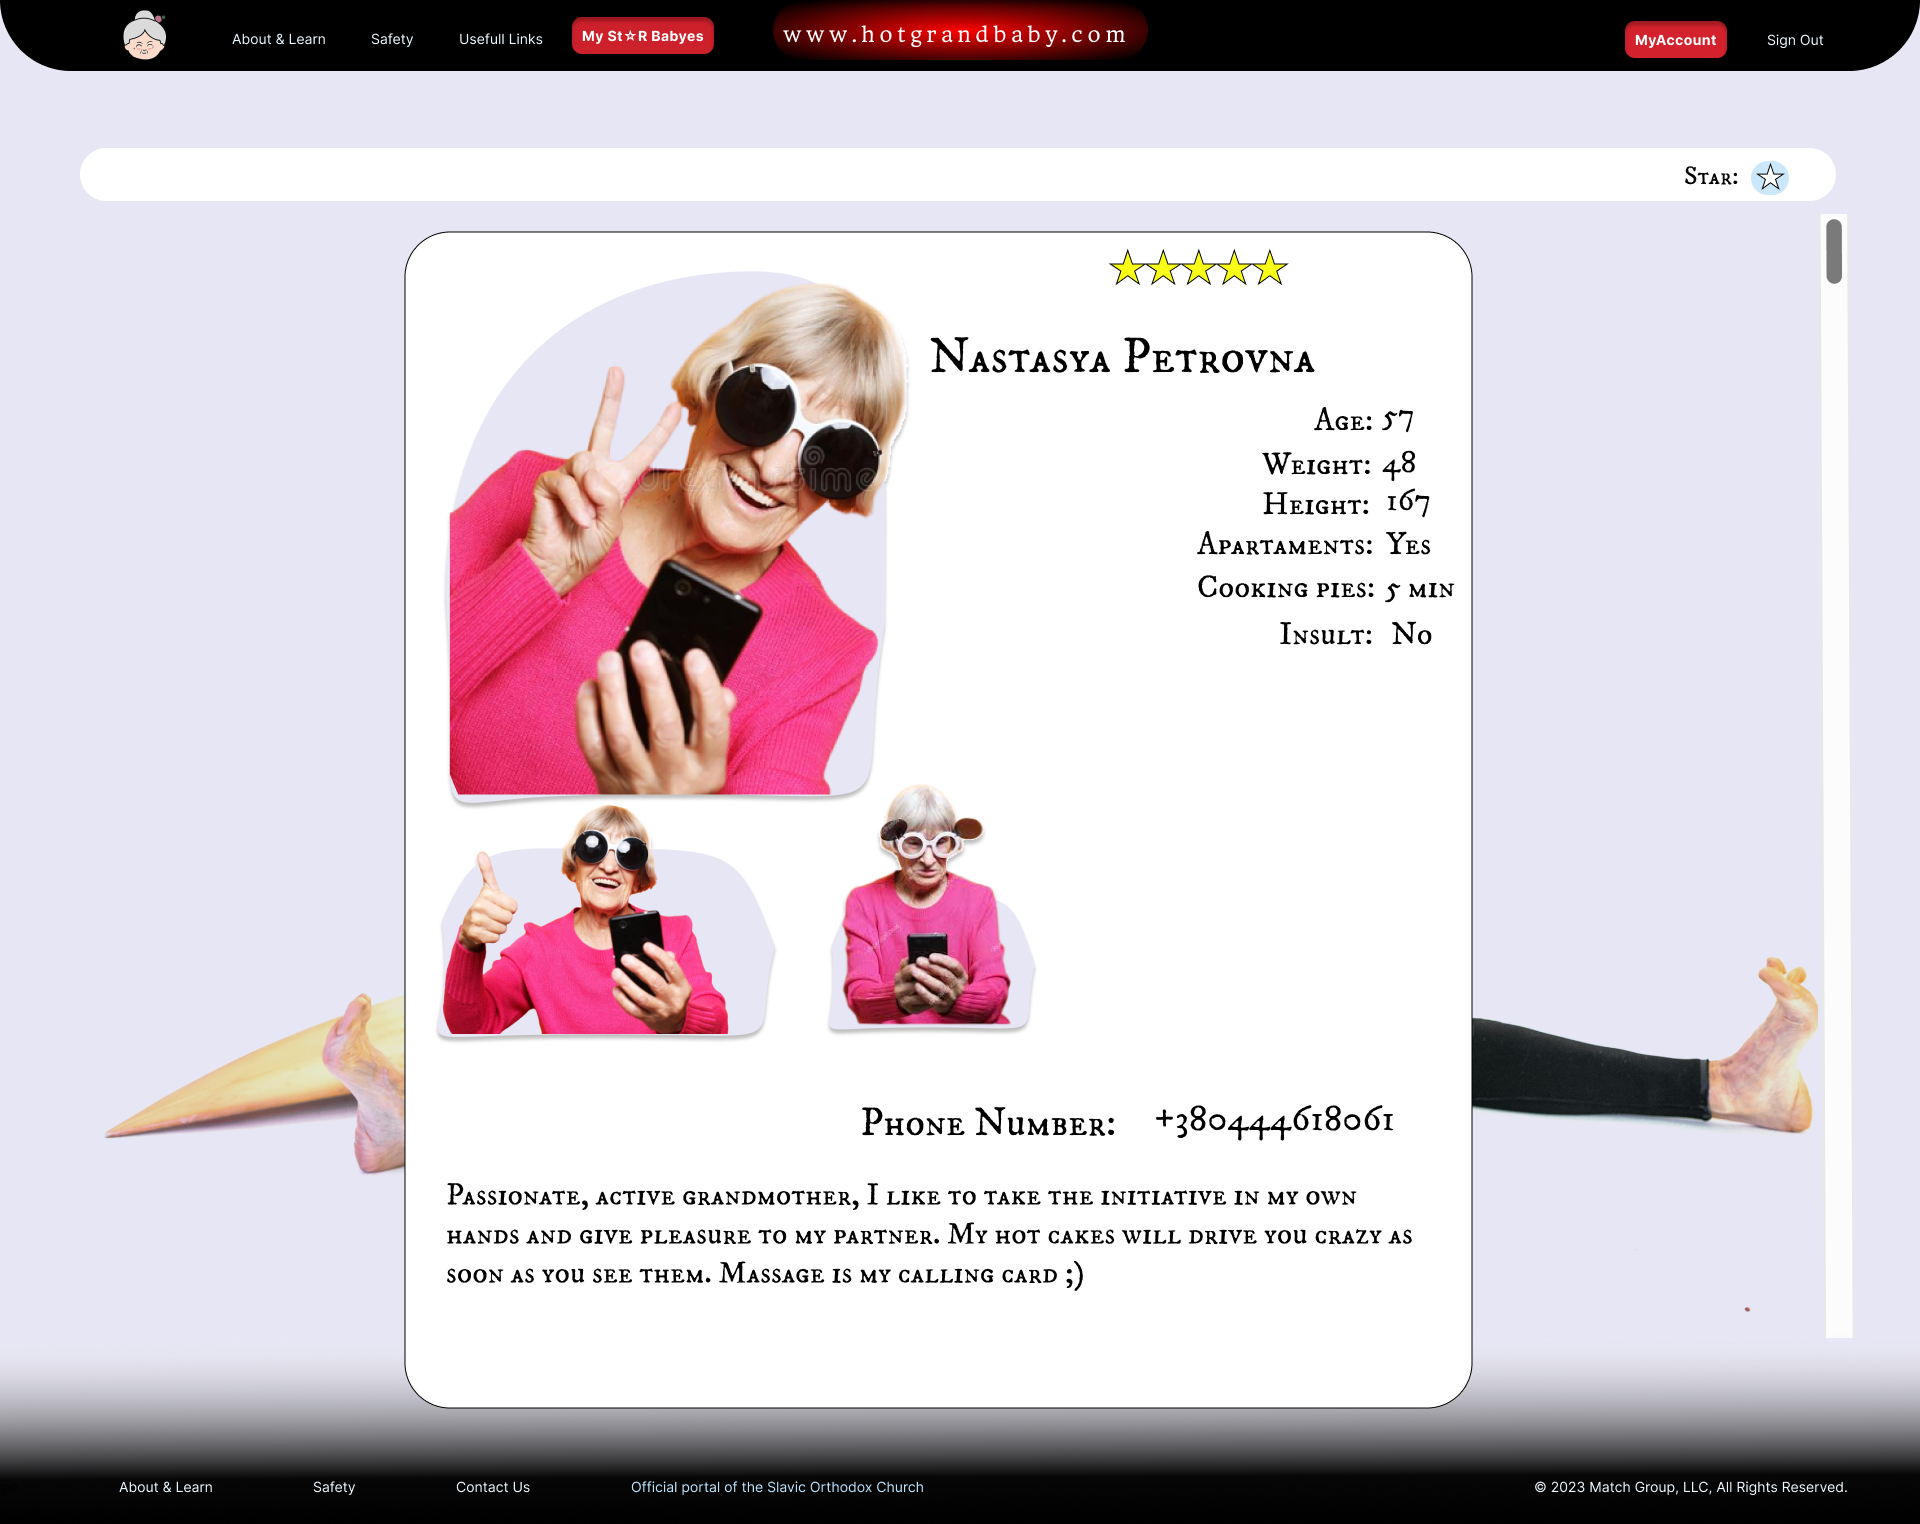 About & Learn
Safety
Usefull Links
My St☆R Babyes
www.hotgrandbaby.com
MyAccount
Sign Out
Star:
Nastasya Petrovna
Age: 57
Weight: 48
Height: 167
Apartaments: Yes
Cooking pies: 5 min
Insult: No
Phone Number: +380444618061
Passionate, active grandmother, I like to take the initiative in my own
hands and give pleasure to my partner. My hot cakes will drive you crazy as
soon as you see them. Massage is my calling card ;)
About & Learn
Safety
Contact Us
Official portal of the Slavic Orthodox Church
© 2023 Match Group, LLC, All Rights Reserved.